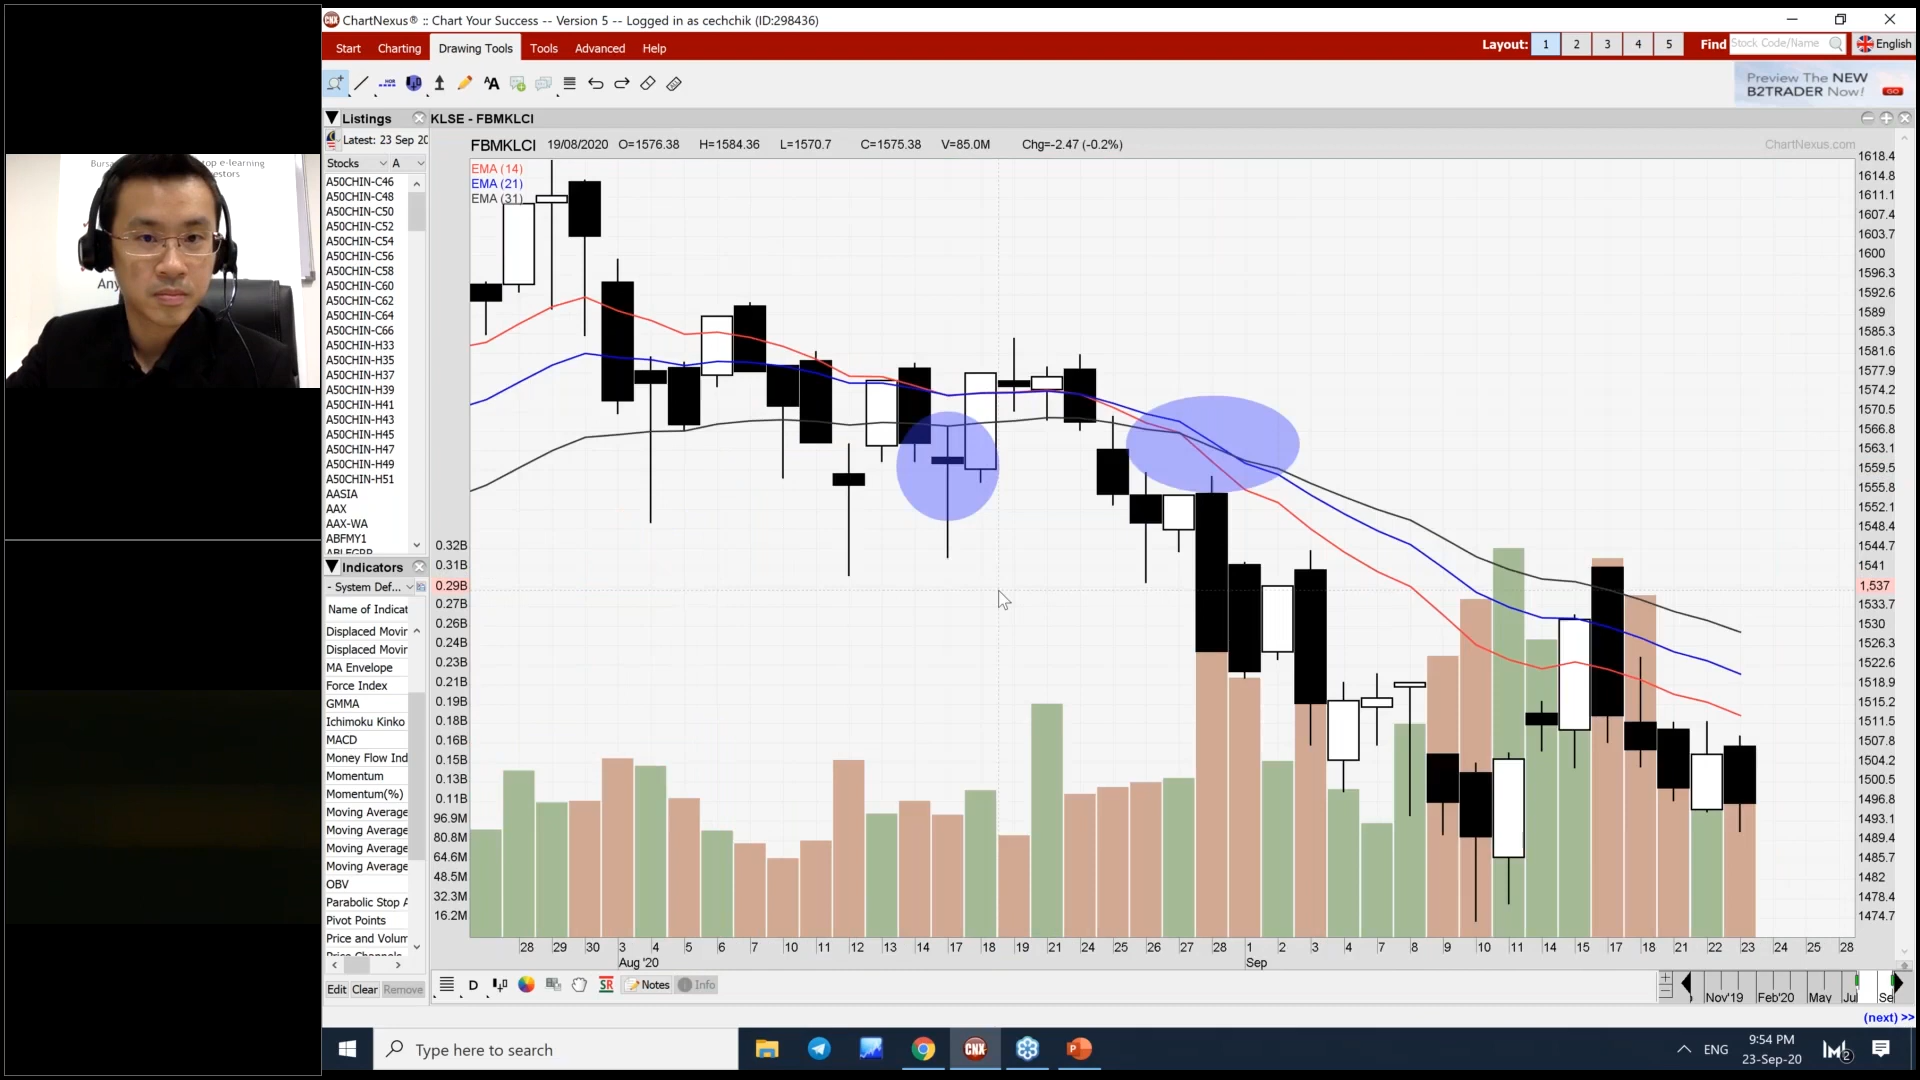 ChartNexus® :: Chart Your Success -- Version 5 -- Logged in as cechchik (ID:298436)
Start Charting Drawing Tools Tools Advanced Help
Layout: 1 2 3 4 5 Find Stock Code/Name English
Preview The NEW
B2TRADER Now! GO
Listings
Latest: 23 Sep 20
Stocks A
A50CHIN-C46
A50CHIN-C48
A50CHIN-C50
A50CHIN-C52
A50CHIN-C54
A50CHIN-C56
A50CHIN-C58
A50CHIN-C60
A50CHIN-C62
A50CHIN-C64
A50CHIN-C66
A50CHIN-H33
A50CHIN-H35
A50CHIN-H37
A50CHIN-H39
A50CHIN-H41
A50CHIN-H43
A50CHIN-H45
A50CHIN-H47
A50CHIN-H49
A50CHIN-H51
AASIA
AAX
AAX-WA
ABFMY1
ABLEGRP
Indicators
- System Def...
Name of Indicat
Displaced Movir
Displaced Movir
MA Envelope
Force Index
GMMA
Ichimoku Kinko
MACD
Money Flow Ind
Momentum
Momentum(%)
Moving Average
Moving Average
Moving Average
Moving Average
OBV
Parabolic Stop A
Pivot Points
Price and Volum
Price Channels
Edit Clear Remove
KLSE - FBMKLCI
FBMKLCI 19/08/2020 O=1576.38 H=1584.36 L=1570.7 C=1575.38 V=85.0M Chg=-2.47 (-0.2%)
ChartNexus.com
EMA (14)
EMA (21)
EMA (31)
0.32B
0.31B
0.29B
0.27B
0.26B
0.24B
0.23B
0.21B
0.19B
0.18B
0.16B
0.15B
0.13B
0.11B
96.9M
80.8M
64.6M
48.5M
32.3M
16.2M
1618.4
1614.8
1611.1
1607.4
1603.7
1600
1596.3
1592.6
1589
1585.3
1581.6
1577.9
1574.2
1570.5
1566.8
1563.1
1559.5
1555.8
1552.1
1548.4
1544.7
1541
1,537
1533.7
1530
1526.3
1522.6
1518.9
1515.2
1511.5
1507.8
1504.2
1500.5
1496.8
1493.1
1489.4
1485.7
1482
1478.4
1474.7
28 29 30 3 4 5 6 7 10 11 12 13 14 17 18 19 21 24 25 26 27 28 1 2 3 4 7 8 9 10 11 14 15 17 18 21 22 23 24 25 28
Aug '20 Sep
D SR Notes Info
Nov'19 Feb'20 May Jul Se
(next) >>
Type here to search
CNX
ENG
9:54 PM
23-Sep-20
2
Bursa
top e-learning
estors
Any